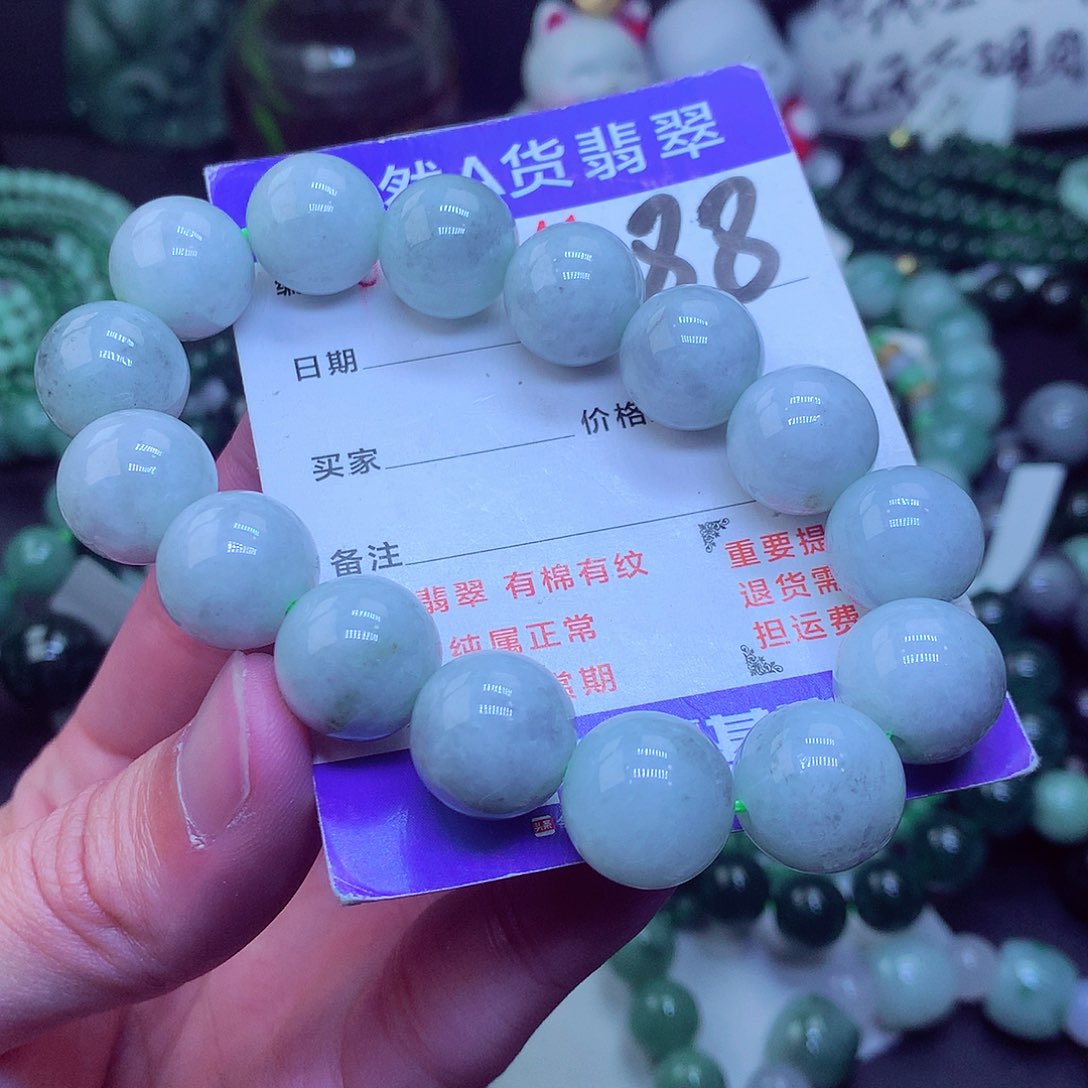 然A货翡翠
88
日期
价格
买家
备注
翡翠 有棉有纹
纯属正常
赏期
重要提
退货需
担运费